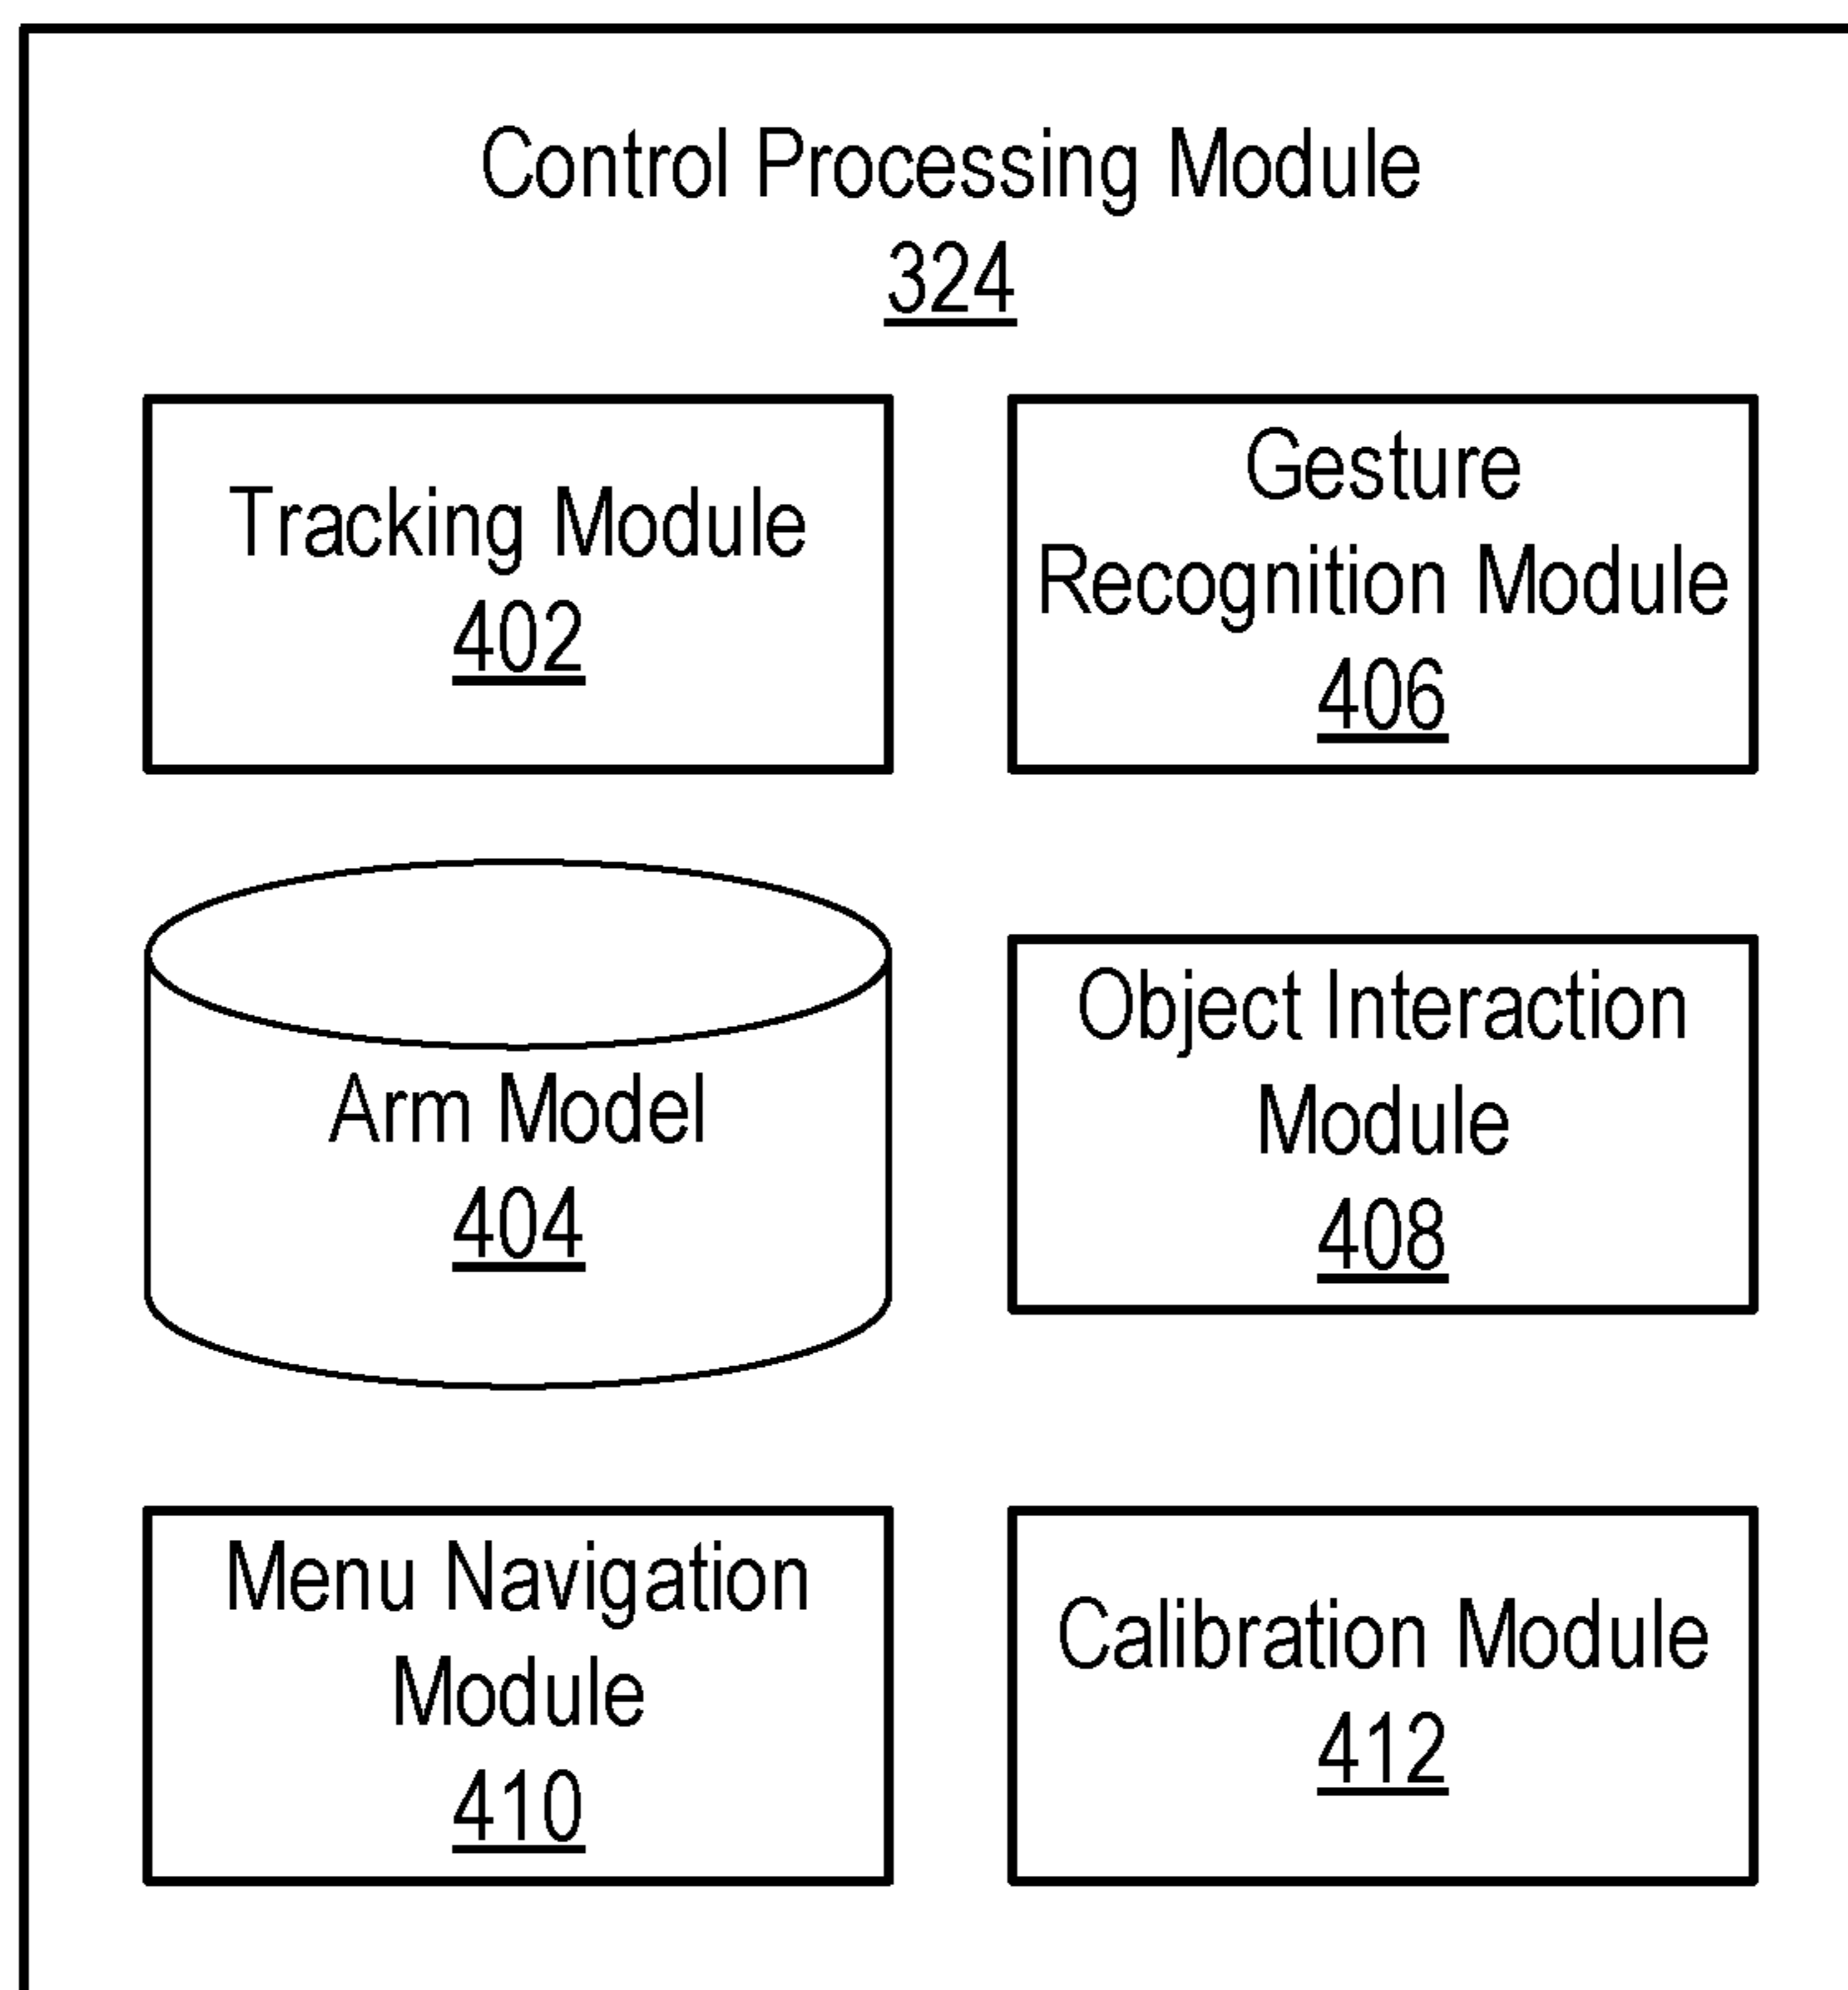 Control Processing Module
324
Tracking Module
402
Gesture
Recognition Module
406
Arm Model
404
Object Interaction
Module
408
Menu Navigation
Module
410
Calibration Module
412